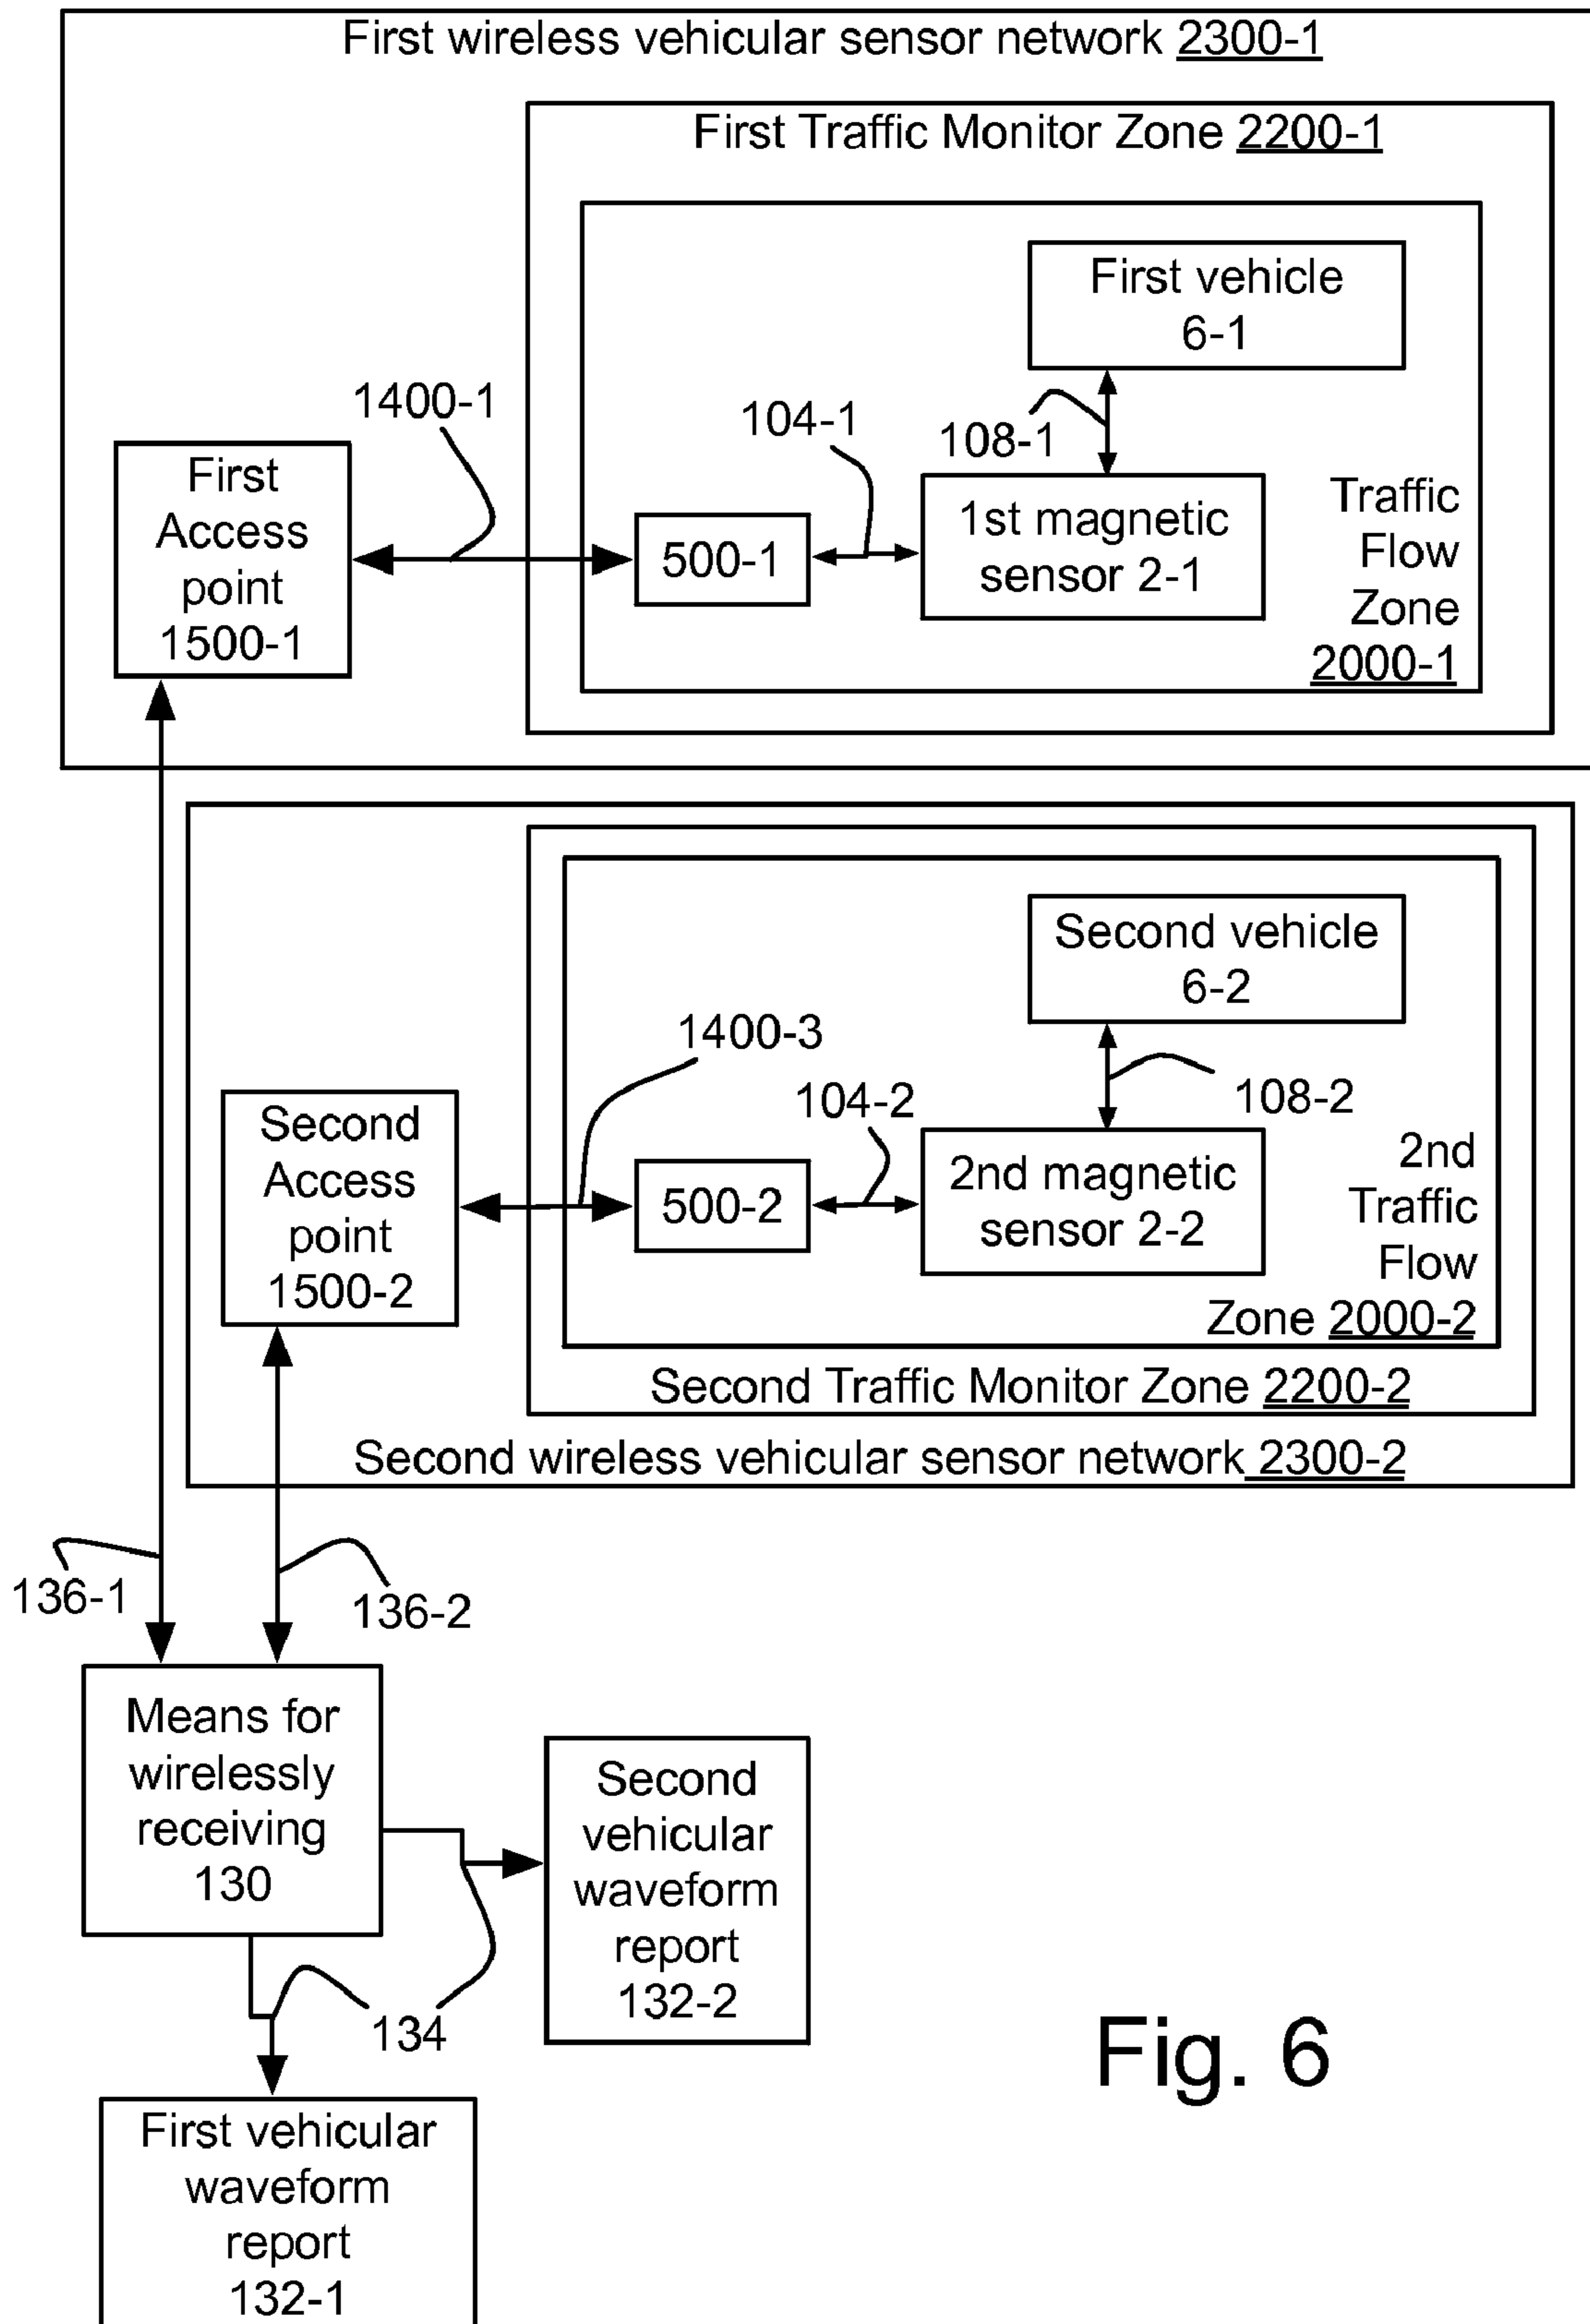 First wireless vehicular sensor network 2300-1
First Traffic Monitor Zone 2200-1
First vehicle
6-1
1400-1
104-1
108-1
First
Access
point
1500-1
500-1
1st magnetic
sensor 2-1
Traffic
Flow
Zone
2000-1
Second vehicle
6-2
1400-3
104-2
108-2
Second
Access
point
1500-2
500-2
2nd magnetic
sensor 2-2
2nd
Traffic
Flow
Zone 2000-2
Second Traffic Monitor Zone 2200-2
Second wireless vehicular sensor network 2300-2
136-1
136-2
Means for
wirelessly
receiving
130
Second
vehicular
waveform
report
132-2
134
First vehicular
waveform
report
132-1
Fig. 6